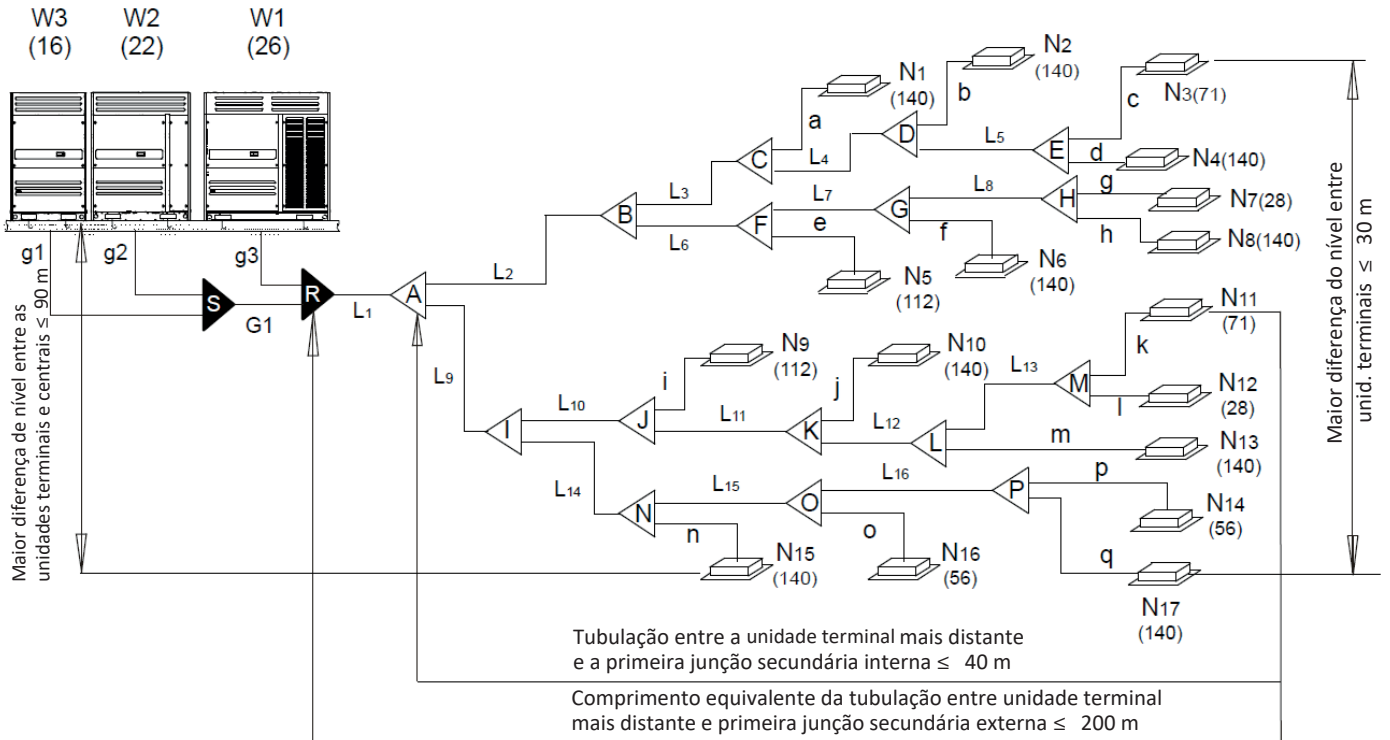 W3 W2 W1
(16) (22) (26)
N1
(140)
N2
(140)
N3(71)
N4(140)
N7(28)
N8(140)
N6
(140)
N5
(112)
a
b
c
d
g
h
e
f
C
D
E
B
F
G
H
L3
L4
L5
L6
L7
L8
L2
g1 g2 g3
S
R
A
G1
L1
L9
N9
(112)
N10
(140)
N11
(71)
N12
(28)
N13
(140)
N14
(56)
N15
(140)
N16
(56)
N17
(140)
i
j
k
l
m
n
o
p
q
I
J
K
L
M
N
O
P
L10
L11
L12
L13
L14
L15
L16
Maior diferença de nível entre as
unidades terminais e centrais ≤ 90 m
Maior diferença do nível entre
unid. terminais ≤ 30 m
Tubulação entre a unidade terminal mais distante
e a primeira junção secundária interna ≤ 40 m
Comprimento equivalente da tubulação entre unidade terminal
mais distante e primeira junção secundária externa ≤ 200 m